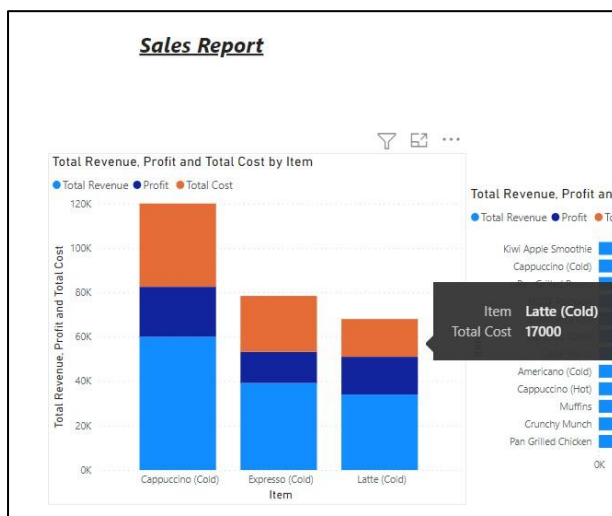 Sales Report
Total Revenue, Profit and Total Cost by Item
Total Revenue Profit Total Cost
Total Revenue, Profit and Total Cost
120K
100K
80K
60K
40K
20K
0K
Cappuccino (Cold) Expresso (Cold) Latte (Cold)
Item
Total Revenue, Profit an
Total Revenue Profit To
Kiwi Apple Smoothie
Cappuccino (Cold)
Item Latte (Cold)
Total Cost 17000
Americano (Cold)
Cappuccino (Hot)
Muffins
Crunchy Munch
Pan Grilled Chicken
0K